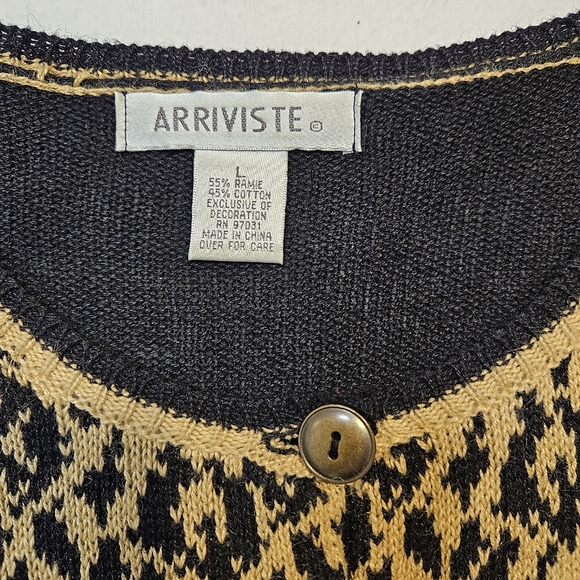 ARRIVISTE ©
L
55% RAMIE
45% COTTON
EXCLUSIVE OF
DECORATION
RN 97031
MADE IN CHINA
OVER FOR CARE